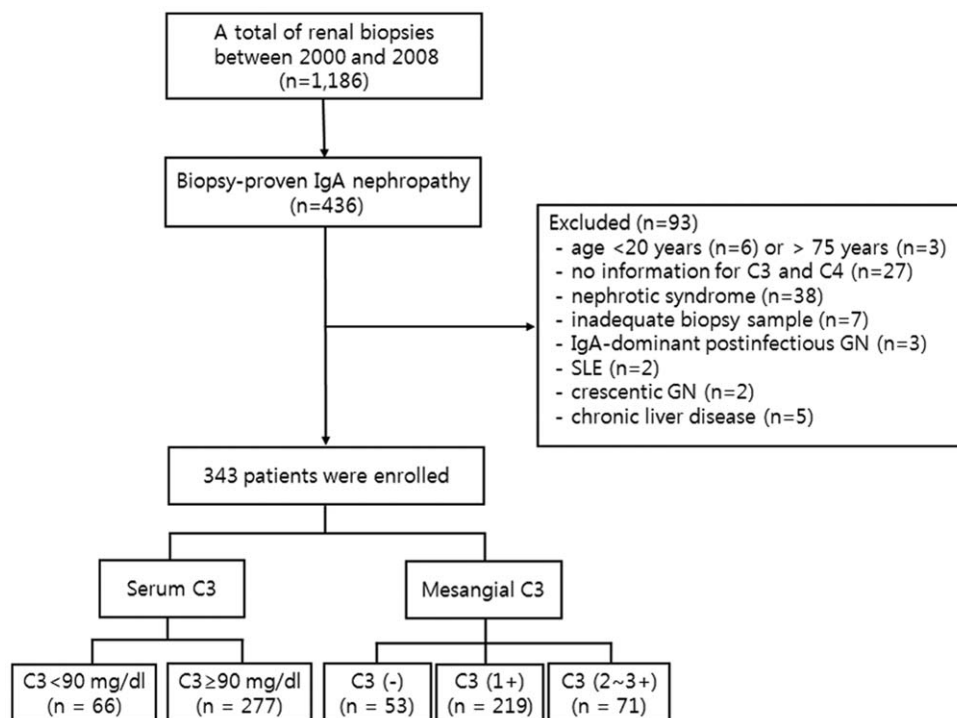 A total of renal biopsies
between 2000 and 2008
(n=1,186)
Biopsy-proven IgA nephropathy
(n=436)
Excluded (n=93)
- age <20 years (n=6) or > 75 years (n=3)
- no information for C3 and C4 (n=27)
- nephrotic syndrome (n=38)
- inadequate biopsy sample (n=7)
- IgA-dominant postinfectious GN (n=3)
- SLE (n=2)
- crescentic GN (n=2)
- chronic liver disease (n=5)
343 patients were enrolled
Serum C3
Mesangial C3
C3<90 mg/dl
(n = 66)
C3≥90 mg/dl
(n = 277)
C3 (-)
(n = 53)
C3 (1+)
(n = 219)
C3 (2~3+)
(n = 71)